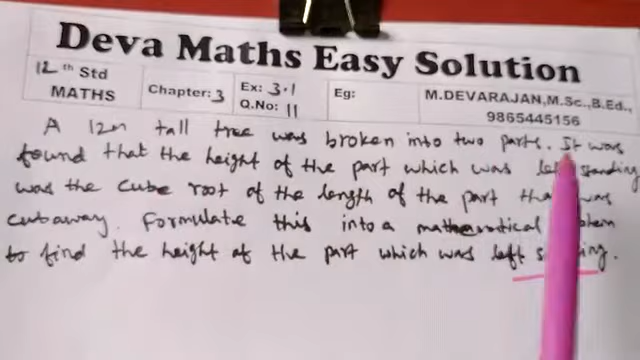 Deva Maths Easy Solution
12th Std MATHS Chapter: 3 Ex: 3.1 Q.No: 11 Eg: M.DEVARAJAN,M.Sc.,B.Ed., 9865445156
A 12m tall tree was broken into two parts. It was
found that the height of the part which was left standing
was the cube root of the length of the part that was
cutaway. Formulate this into a mathematical
to find the height of the part which was left standing.